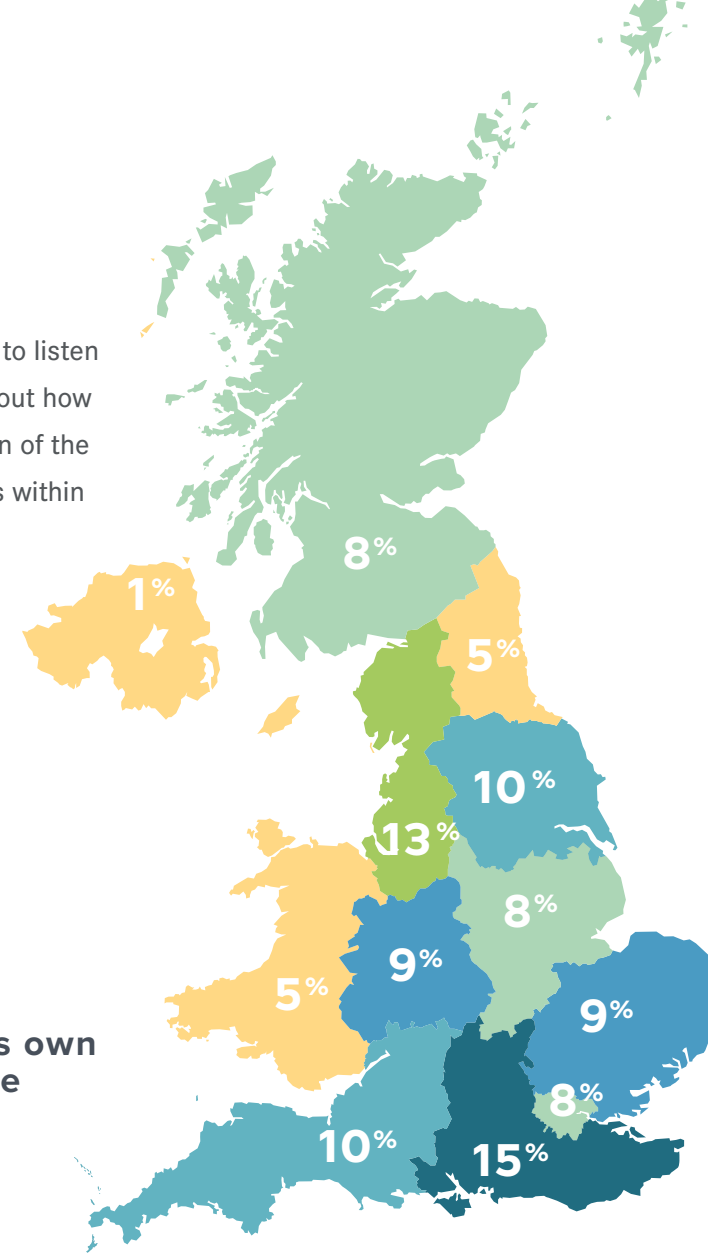 to listen
out how
n of the
s within
8%
1%
5%
10%
13%
8%
9%
5%
9%
s own
e
8%
10%
15%